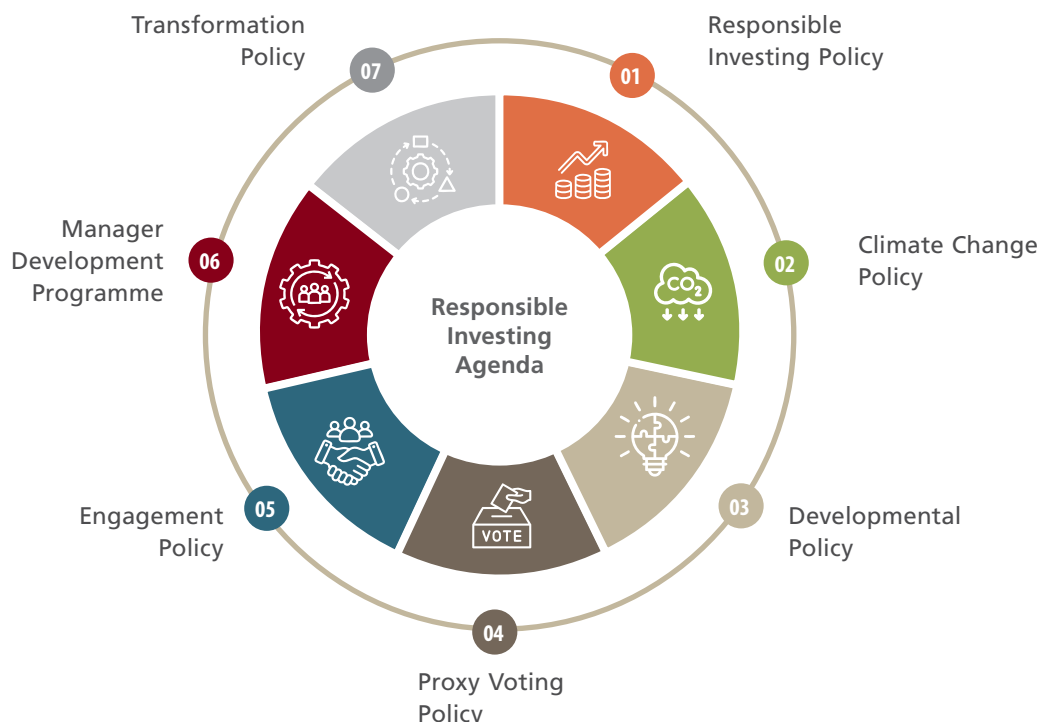 Responsible
Investing Policy
01
Climate Change
Policy
02
Developmental
Policy
03
Proxy Voting
Policy
04
Engagement
Policy
05
Manager
Development
Programme
06
Transformation
Policy
07
Responsible
Investing
Agenda
CO2
VOTE